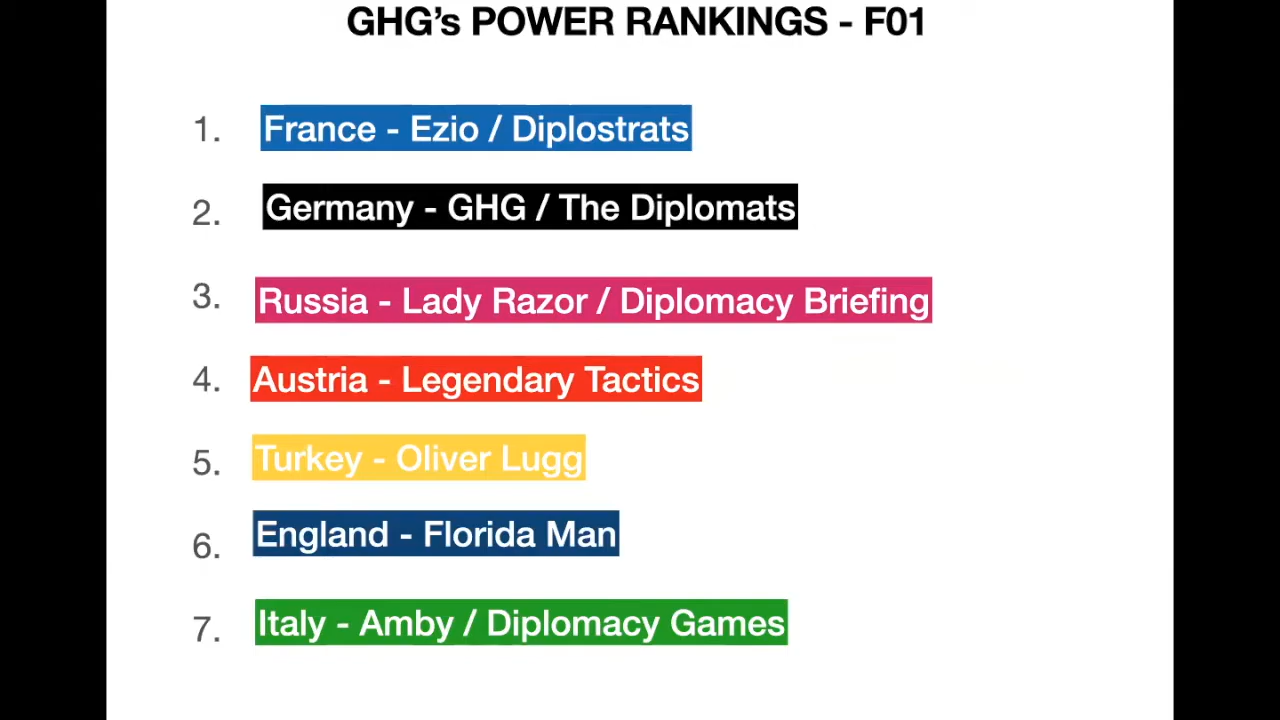 GHG’s POWER RANKINGS - F01
1. France - Ezio / Diplostrats
2. Germany - GHG / The Diplomats
3. Russia - Lady Razor / Diplomacy Briefing
4. Austria - Legendary Tactics
5. Turkey - Oliver Lugg
6. England - Florida Man
7. Italy - Amby / Diplomacy Games